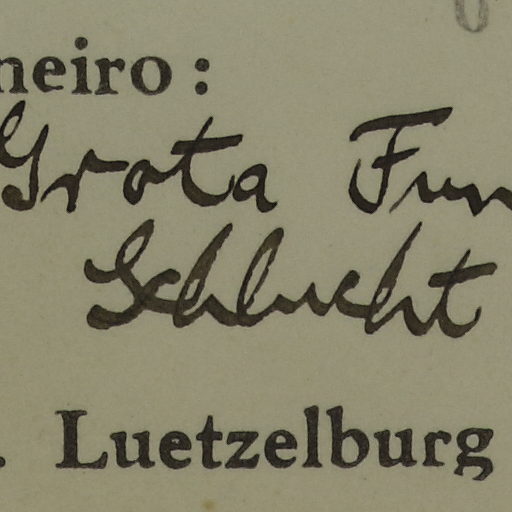 neiro:
Grota Fun
Schlucht
. Luetzelburg